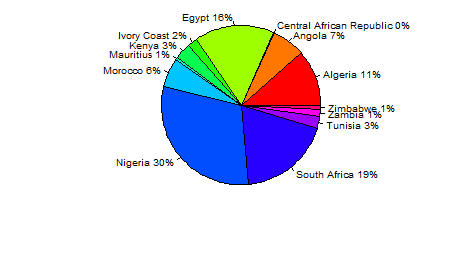 Egypt 16%
Central African Republic 0%
Ivory Coast 2%
Angola 7%
Kenya 3%
Mauritius 1%
Morocco 6%
Algeria 11%
Zimbabwe 1%
Zambia 1%
Tunisia 3%
Nigeria 30%
South Africa 19%